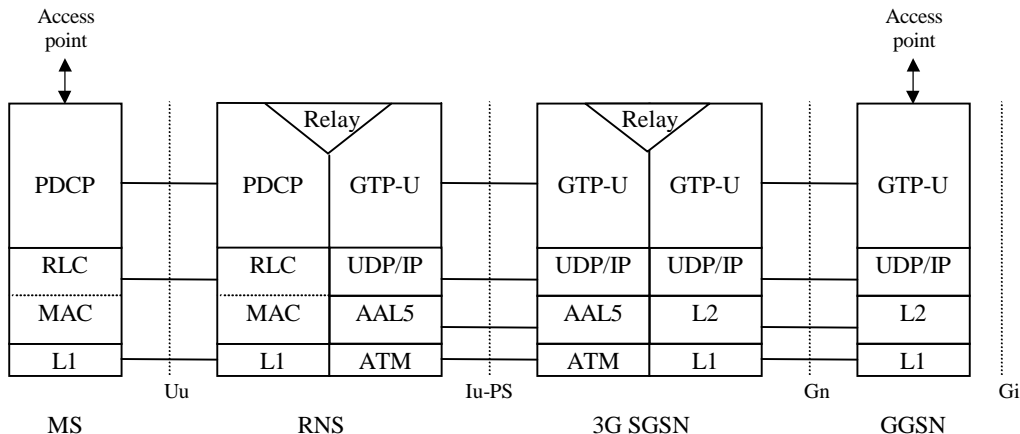 Access
point
Access
point
Relay
Relay
PDCP
PDCP
GTP-U
GTP-U
GTP-U
GTP-U
RLC
RLC
UDP/IP
UDP/IP
UDP/IP
UDP/IP
MAC
MAC
AAL5
AAL5
L2
L2
L1
L1
ATM
ATM
L1
L1
Uu
Iu-PS
Gn
Gi
MS
RNS
3G SGSN
GGSN